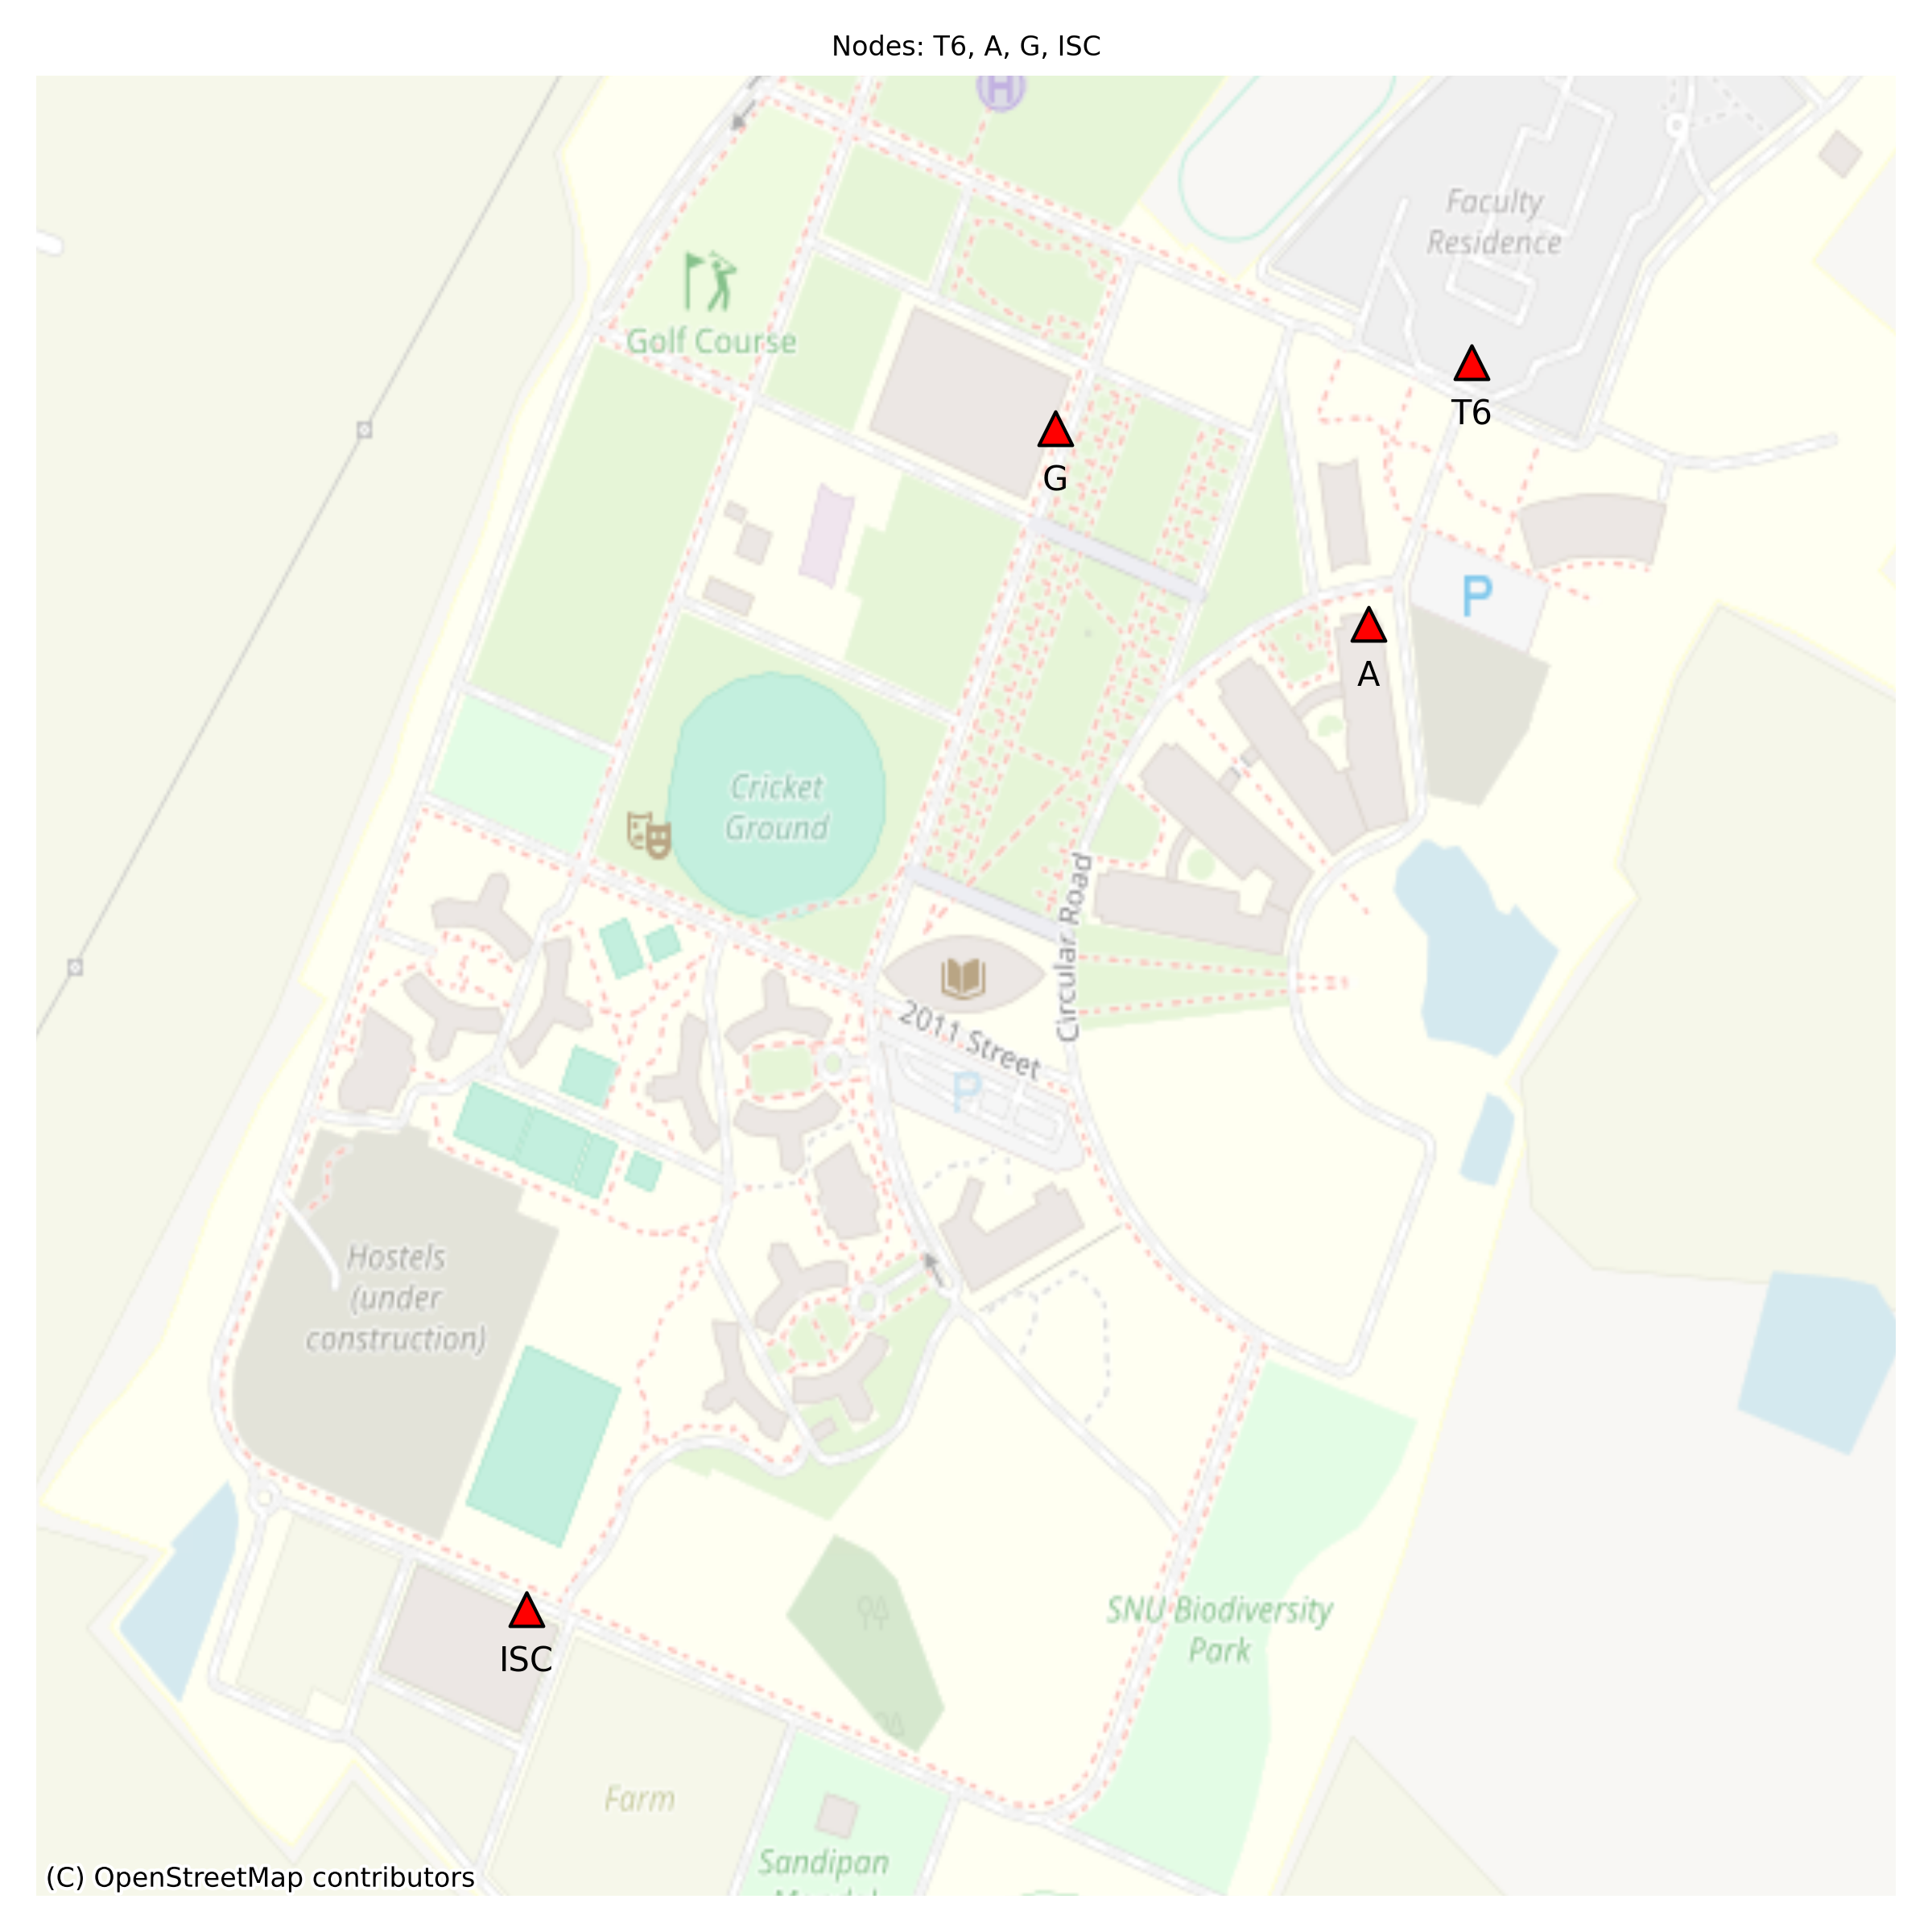 Nodes: T6, A, G, ISC
H
Faculty
Residence
Golf Course
T6
G
P
A
Cricket
Ground
Circular Road
2011 Street
P
Hostels
(under
construction)
SNU Biodiversity
Park
ISC
Farm
Sandipan
(C) OpenStreetMap contributors